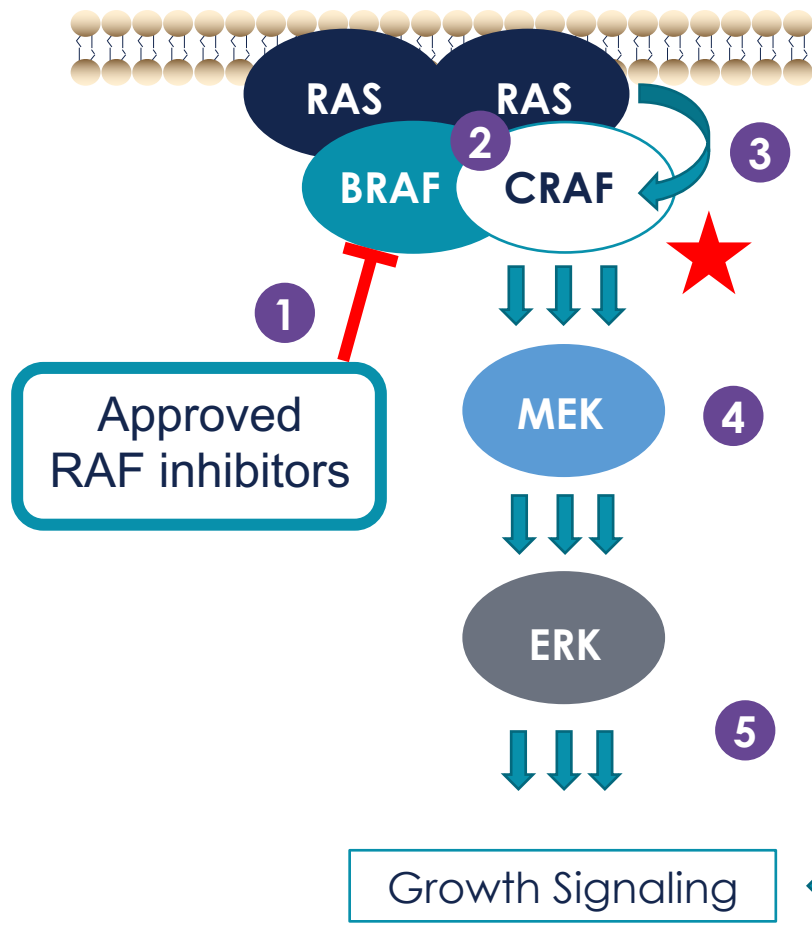 RAS RAS
2
3
BRAF CRAF
1
Approved
RAF inhibitors
MEK
4
ERK
5
Growth Signaling